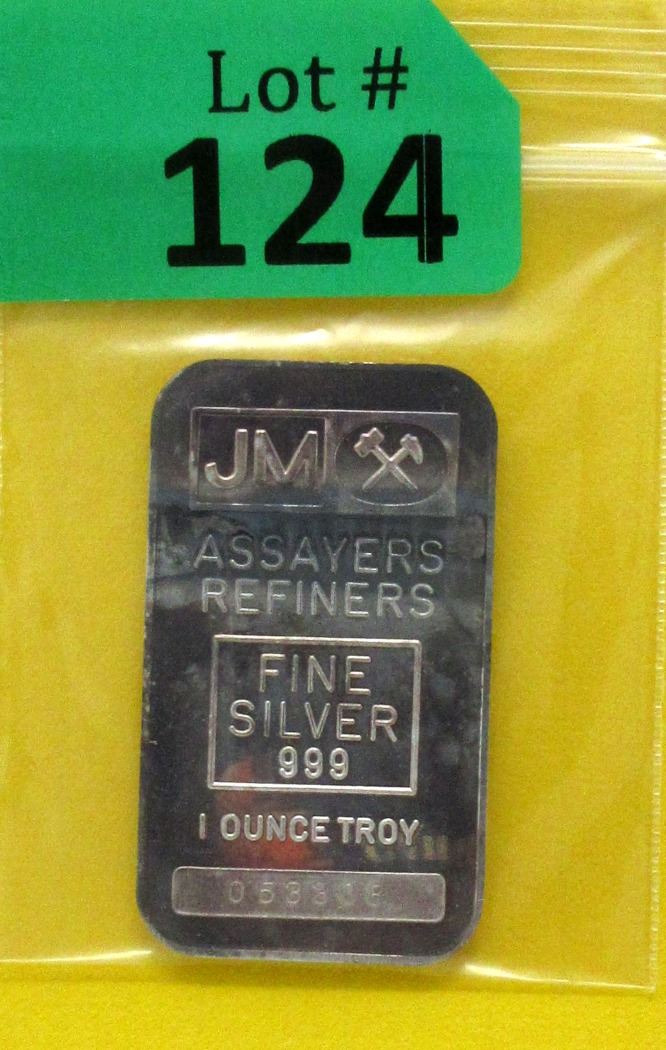 Lot #
124
JM
ASSAYERS
REFINERS
FINE
SILVER
999
1 OUNCE TROY